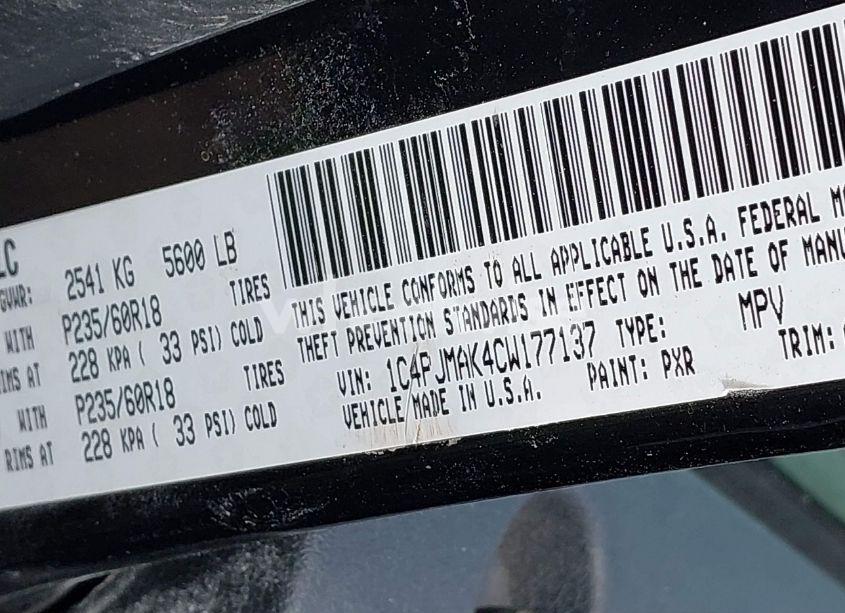 LC
GVWR: 2541 KG 5600 LB
WITH P235/60R18 TIRES
RIMS AT 228 KPA ( 33 PSI) COLD
WITH P235/60R18 TIRES
RIMS AT 228 KPA ( 33 PSI) COLD
THIS VEHICLE CONFORMS TO ALL APPLICABLE U.S.A. FEDERAL MO
THEFT PREVENTION STANDARDS IN EFFECT ON THE DATE OF MANU
VIN: 1C4PJMAK4CW177137 TYPE: MPV
VEHICLE MADE IN U.S.A. PAINT: PXR TRIM: